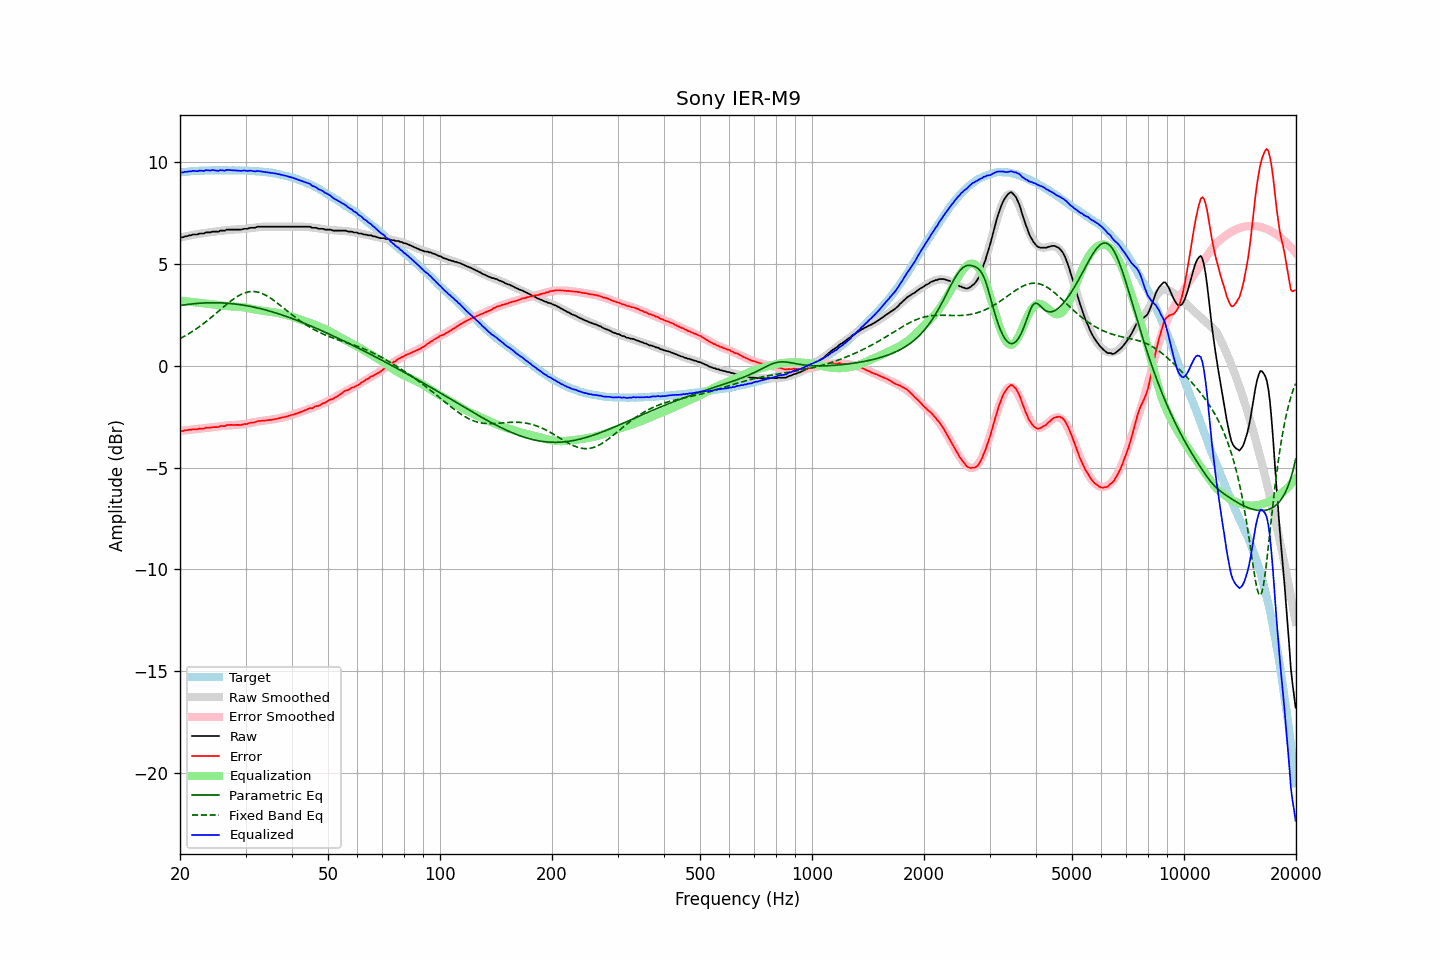 Sony IER-M9
Amplitude (dBr)
10
5
0
−5
−10
−15
−20
Target
Raw Smoothed
Error Smoothed
Raw
Error
Equalization
Parametric Eq
Fixed Band Eq
Equalized
20 50 100 200 500 1000 2000 5000 10000 20000
Frequency (Hz)